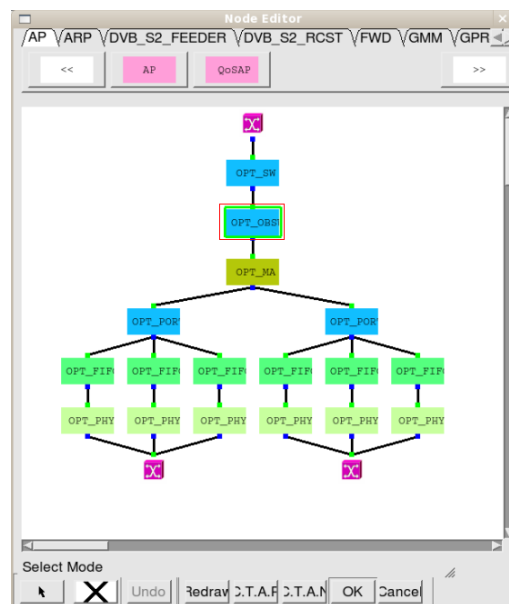 Node Editor
AP ARP DVB_S2_FEEDER DVB_S2_RCST FWD GMM GPR
<< AP QoSAP >>
OPT_SW
OPT_OBS
OPT_MA
OPT_POR OPT_POR
OPT_FIF OPT_FIF OPT_FIF OPT_FIF OPT_FIF OPT_FIF
OPT_PHY OPT_PHY OPT_PHY OPT_PHY OPT_PHY OPT_PHY
Select Mode
Undo Redraw C.T.A.F C.T.A.N OK Cancel